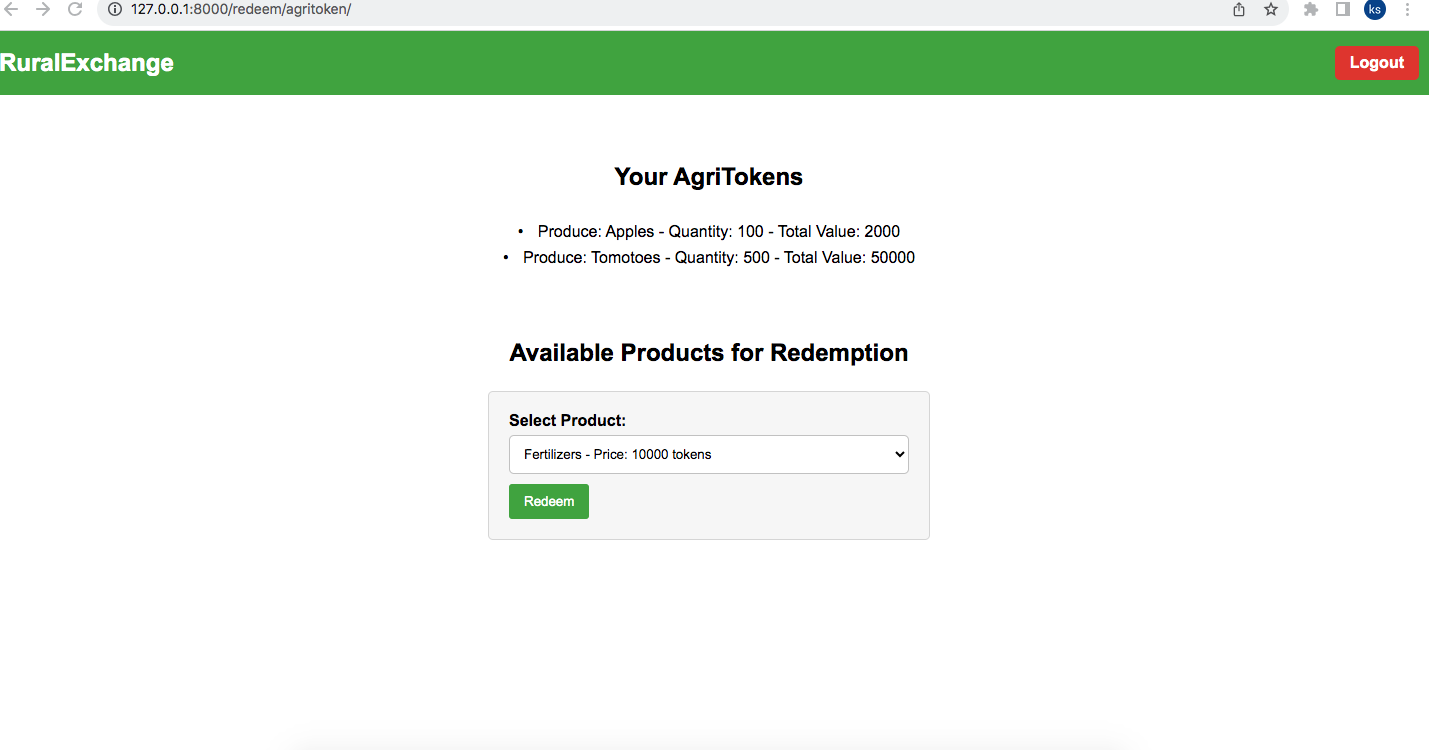 127.0.0.1:8000/redeem/agritoken/
ks
RuralExchange
Logout
Your AgriTokens
• Produce: Apples - Quantity: 100 - Total Value: 2000
• Produce: Tomotoes - Quantity: 500 - Total Value: 50000
Available Products for Redemption
Select Product:
Fertilizers - Price: 10000 tokens
Redeem